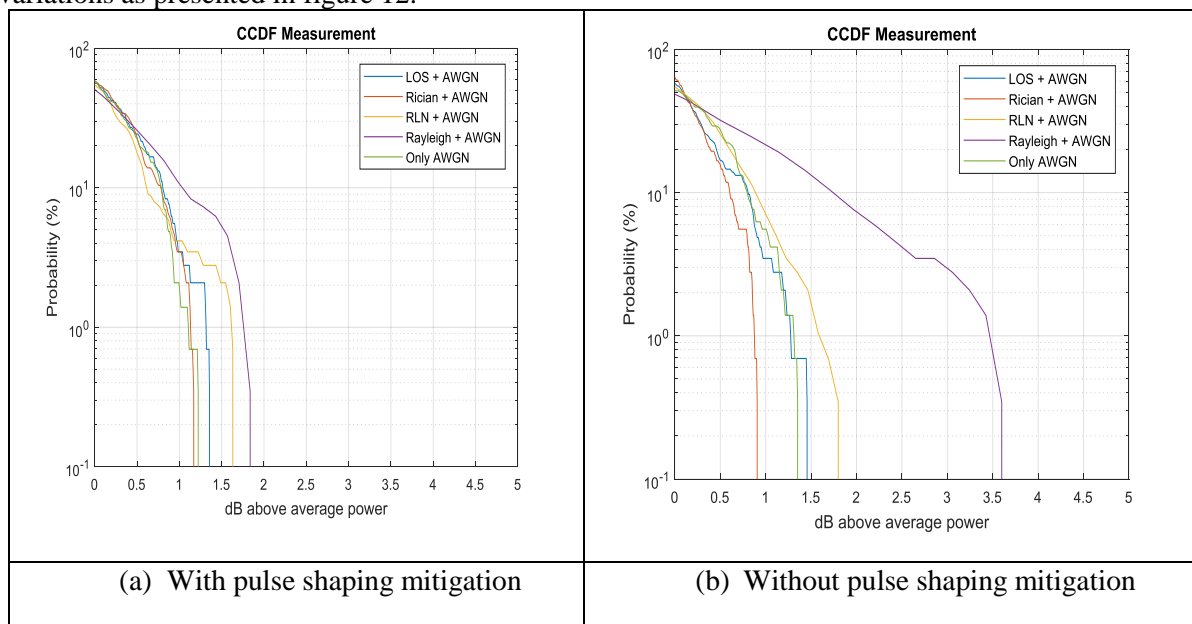 variations as presented in figure 12.
CCDF Measurement
10^2
10^1
10^0
10^-1
Probability (%)
LOS + AWGN
Rician + AWGN
RLN + AWGN
Rayleigh + AWGN
Only AWGN
0 0.5 1 1.5 2 2.5 3 3.5 4 4.5 5
dB above average power
CCDF Measurement
10^2
10^1
10^0
10^-1
Probability (%)
LOS + AWGN
Rician + AWGN
RLN + AWGN
Rayleigh + AWGN
Only AWGN
0 0.5 1 1.5 2 2.5 3 3.5 4 4.5 5
dB above average power
(a) With pulse shaping mitigation
(b) Without pulse shaping mitigation